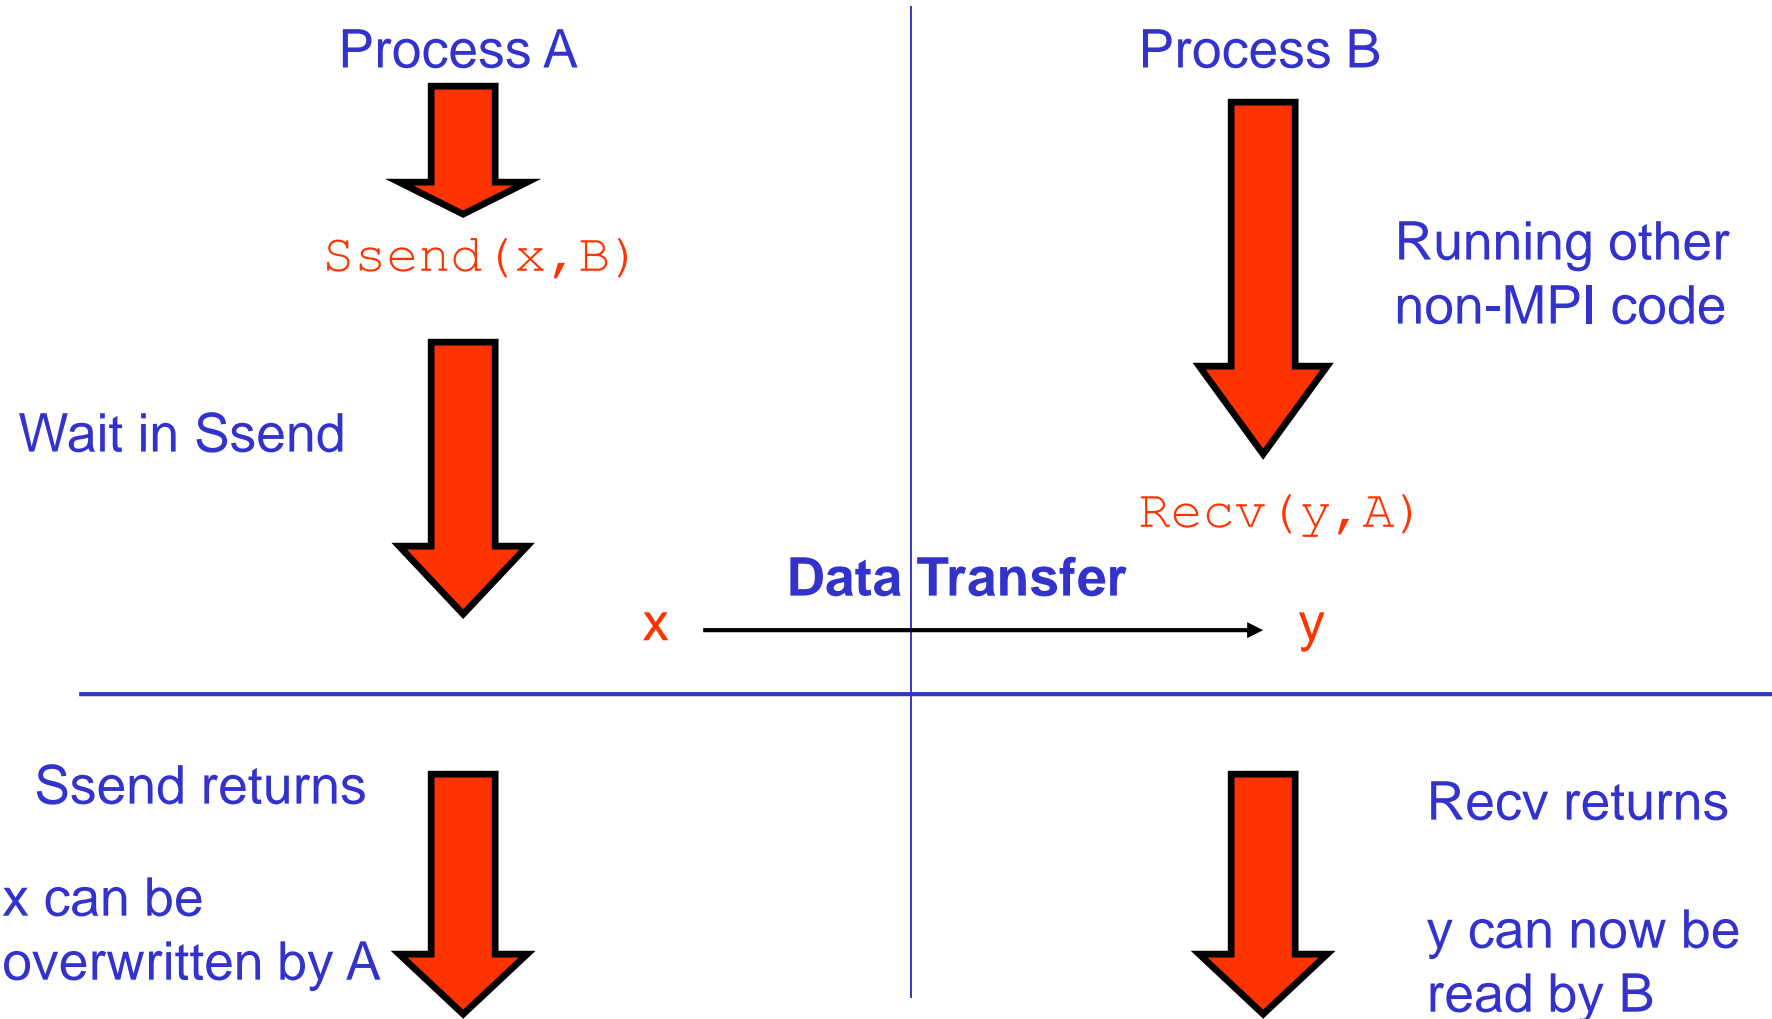 Process A
Process B
Ssend(x,B)
Running other
non-MPI code
Wait in Ssend
Recv(y,A)
Data Transfer
x
y
Ssend returns
Recv returns
x can be
overwritten by A
y can now be
read by B